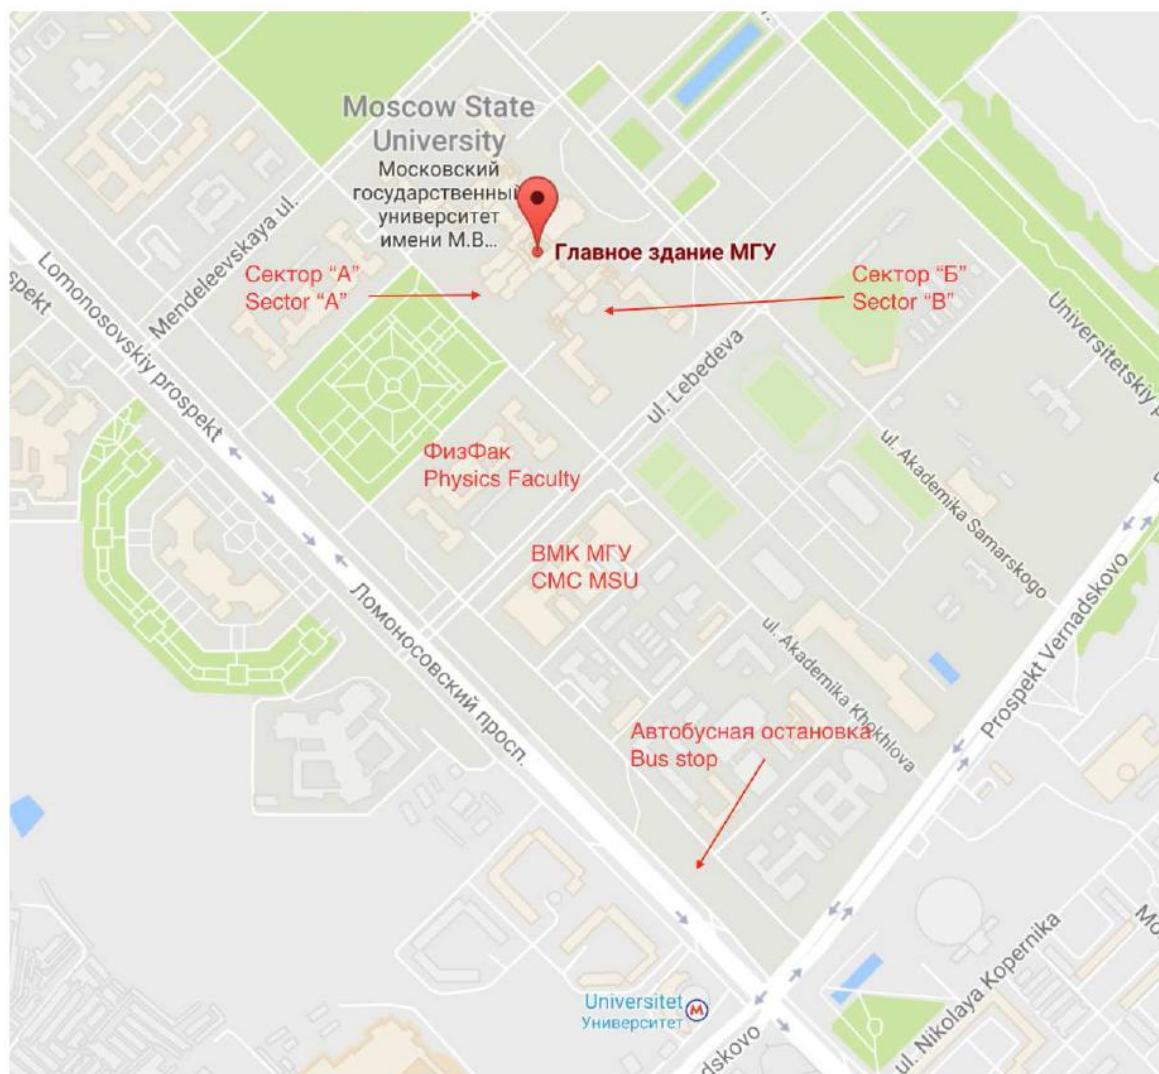 Moscow State
University
Московский
государственный
университет
имени М.В...
Главное здание МГУ
Mendeleevskaya ul.
Lomonosovskiy prospekt
spekt
Сектор “А”
Sector “A”
Сектор “Б”
Sector “B”
Universitetskiy p
ul. Lebedeva
ul. Akademika Samarskogo
ФизФак
Physics Faculty
ВМК МГУ
CMC MSU
Ломоносовский просп.
ul. Akademika Khokhlova
Prospekt Vernadskovo
Автобусная остановка
Bus stop
Universitet
Университет
dskovo
ul. Nikolaya Kopernika
Mo